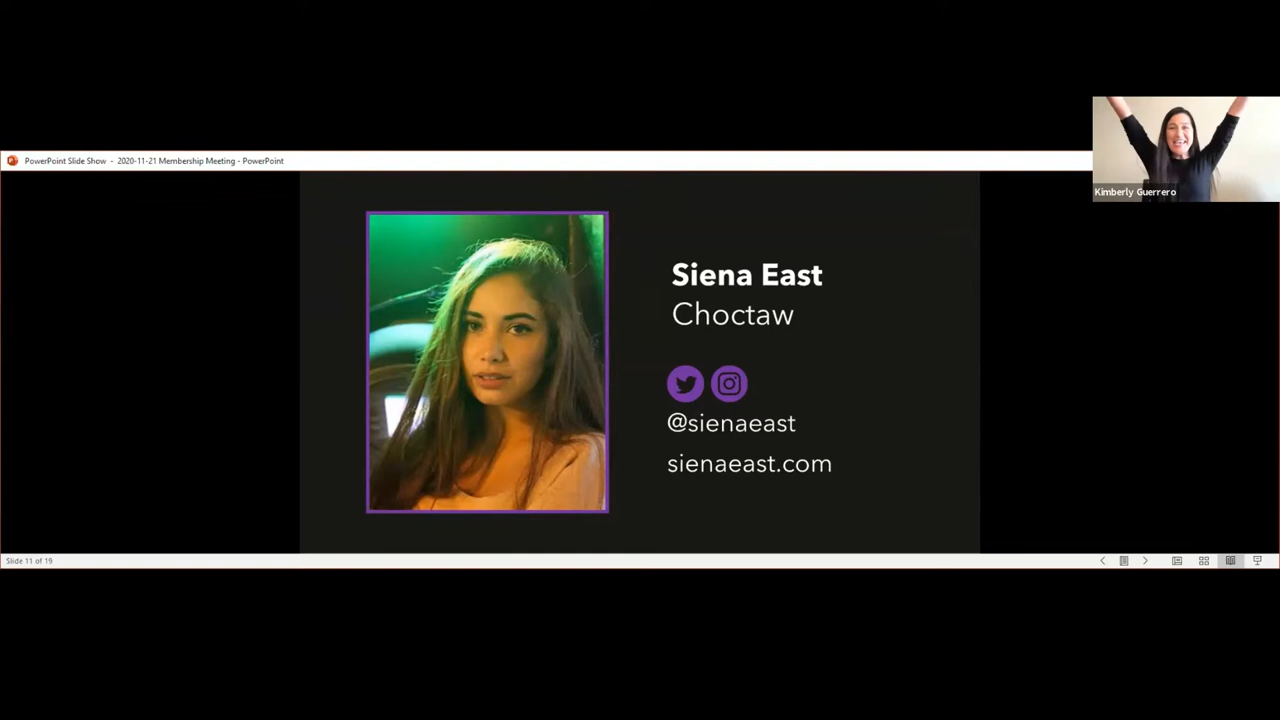 PowerPoint Slide Show - 2020-11-21 Membership Meeting - PowerPoint
Kimberly Guerrero
Siena East
Choctaw
@sienaeast
sienaeast.com
Slide 11 of 19